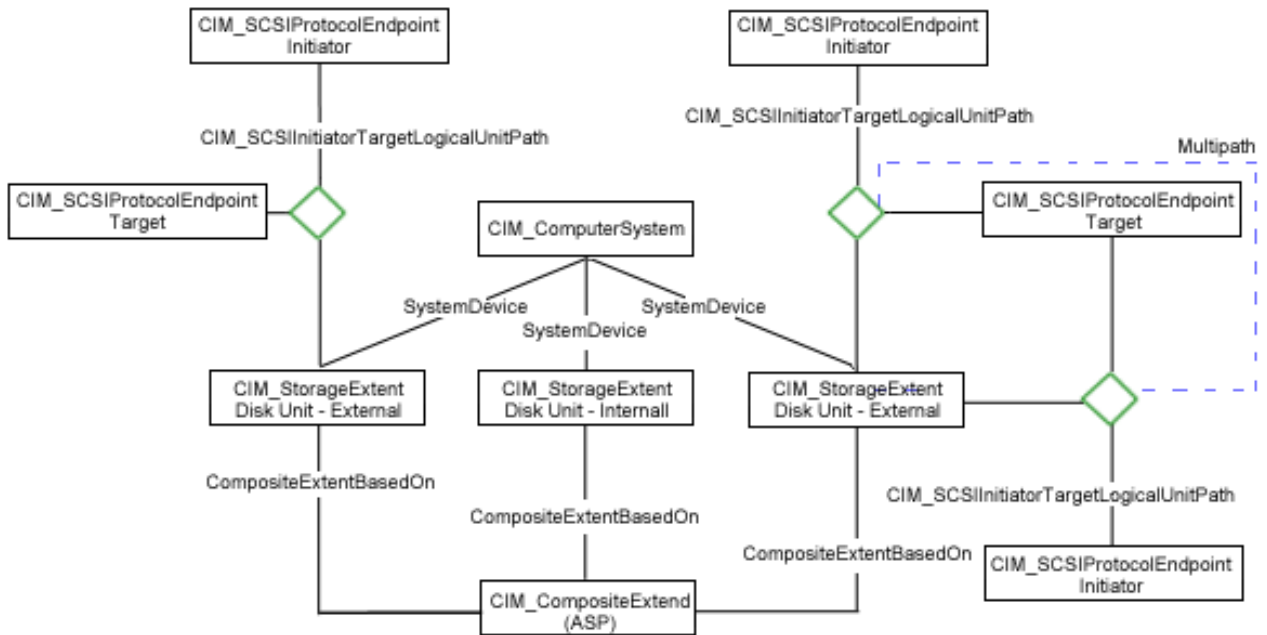 CIM_SCSIProtocolEndpoint
Initiator
CIM_SCSIProtocolEndpoint
Initiator
CIM_SCSIInitiatorTargetLogicalUnitPath
CIM_SCSIInitiatorTargetLogicalUnitPath
Multipath
CIM_SCSIProtocolEndpoint
Target
CIM_ComputerSystem
CIM_SCSIProtocolEndpoint
Target
SystemDevice
SystemDevice
SystemDevice
CIM_StorageExtent
Disk Unit - External
CIM_StorageExtent
Disk Unit - Internall
CIM_StorageExtent
Disk Unit - External
CompositeExtentBasedOn
CompositeExtentBasedOn
CompositeExtentBasedOn
CIM_SCSIInitiatorTargetLogicalUnitPath
CIM_SCSIProtocolEndpoint
Initiator
CIM_CompositeExtend
(ASP)